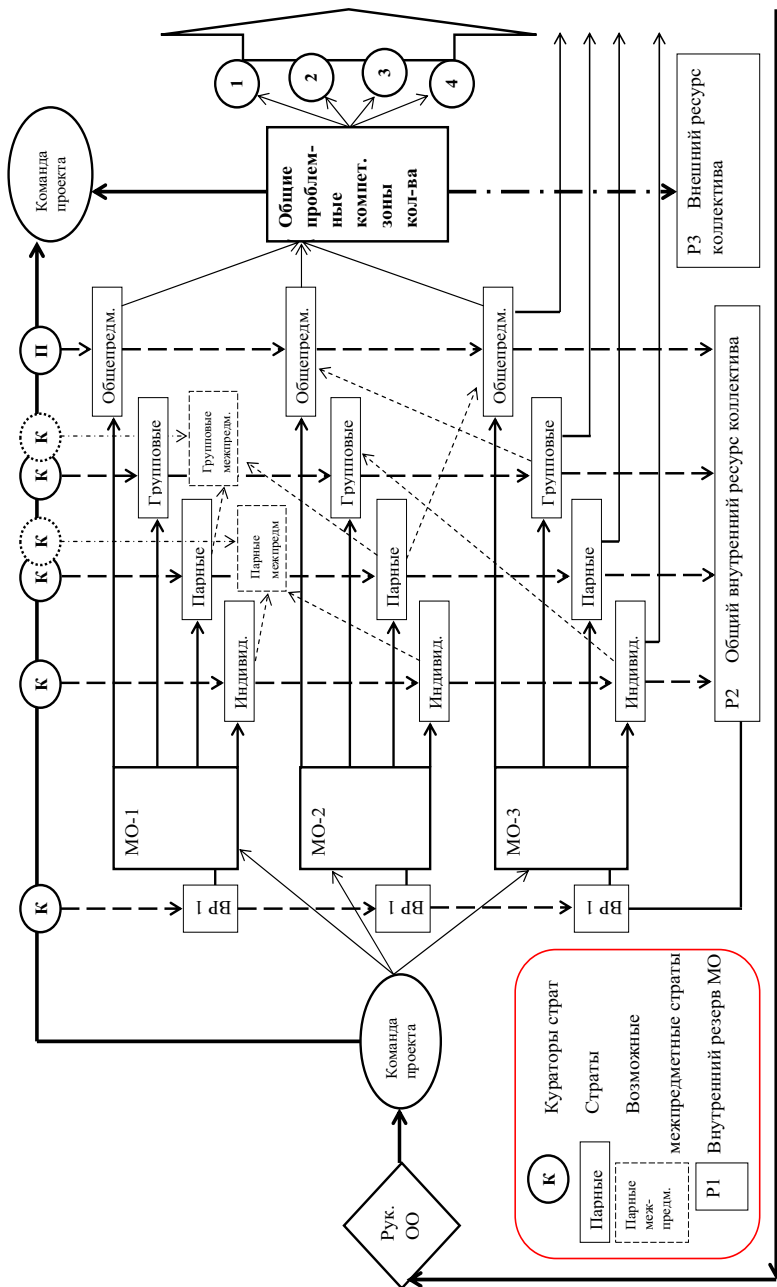 Рук.
ОО
Команда
проекта
К
К
К
К
К
К
П
Команда
проекта
ВР 1
МО-1
Индивид.
Парные
Групповые
Общепредм.
Парные
межпредм
Групповые
межпредм.
ВР 1
МО-2
Индивид.
Парные
Групповые
Общепредм.
ВР 1
МО-3
Индивид.
Парные
Групповые
Общепредм.
Общие
проблем-
ные
компет.
зоны
кол-ва
1
2
3
4
Р2 Общий внутренний ресурс коллектива
Р3 Внешний ресурс
коллектива
К
Кураторы страт
Парные
Страты
Парные
меж-
предм.
Возможные
межпредметные страты
Р1
Внутренний резерв МО